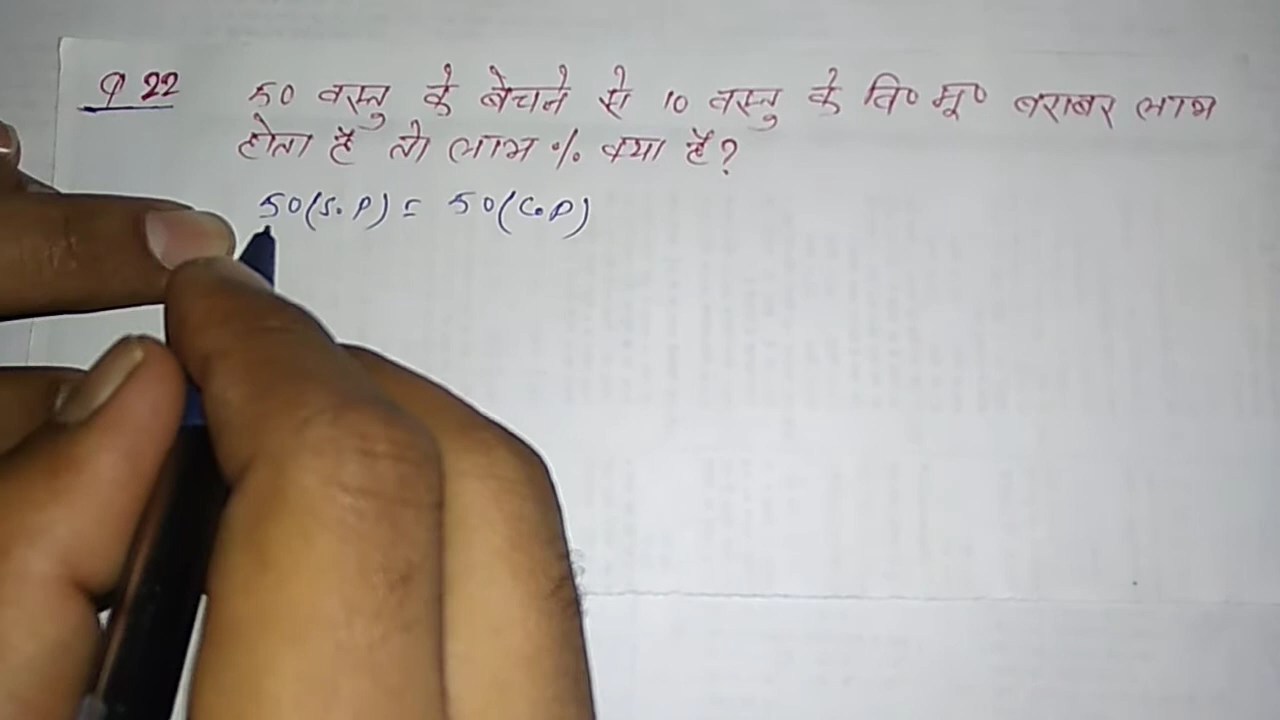 Q 22 50 वस्तु के बेचने से 10 वस्तु के वि० मू० बराबर लाभ
होता है तो लाभ % क्या है?
50(S.P) = 50(C.P)